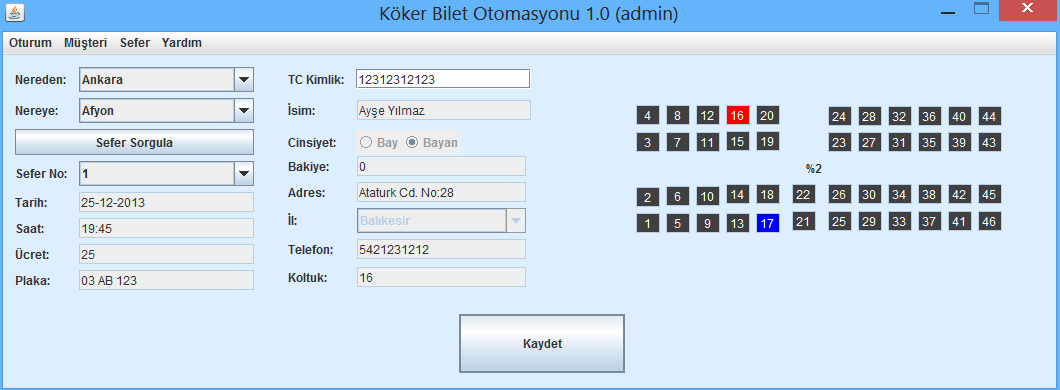 Köker Bilet Otomasyonu 1.0 (admin)
Oturum Müşteri Sefer Yardım
Nereden: Ankara
Nereye: Afyon
Sefer Sorgula
Sefer No: 1
Tarih: 25-12-2013
Saat: 19:45
Ücret: 25
Plaka: 03 AB 123
TC Kimlik: 12312312123
İsim: Ayşe Yılmaz
Cinsiyet: Bay Bayan
Bakiye: 0
Adres: Ataturk Cd. No:28
İl: Balıkesir
Telefon: 5421231212
Koltuk: 16
4 8 12 16 20 24 28 32 36 40 44
3 7 11 15 19 23 27 31 35 39 43
%2
2 6 10 14 18 22 26 30 34 38 42 45
1 5 9 13 17 21 25 29 33 37 41 46
Kaydet